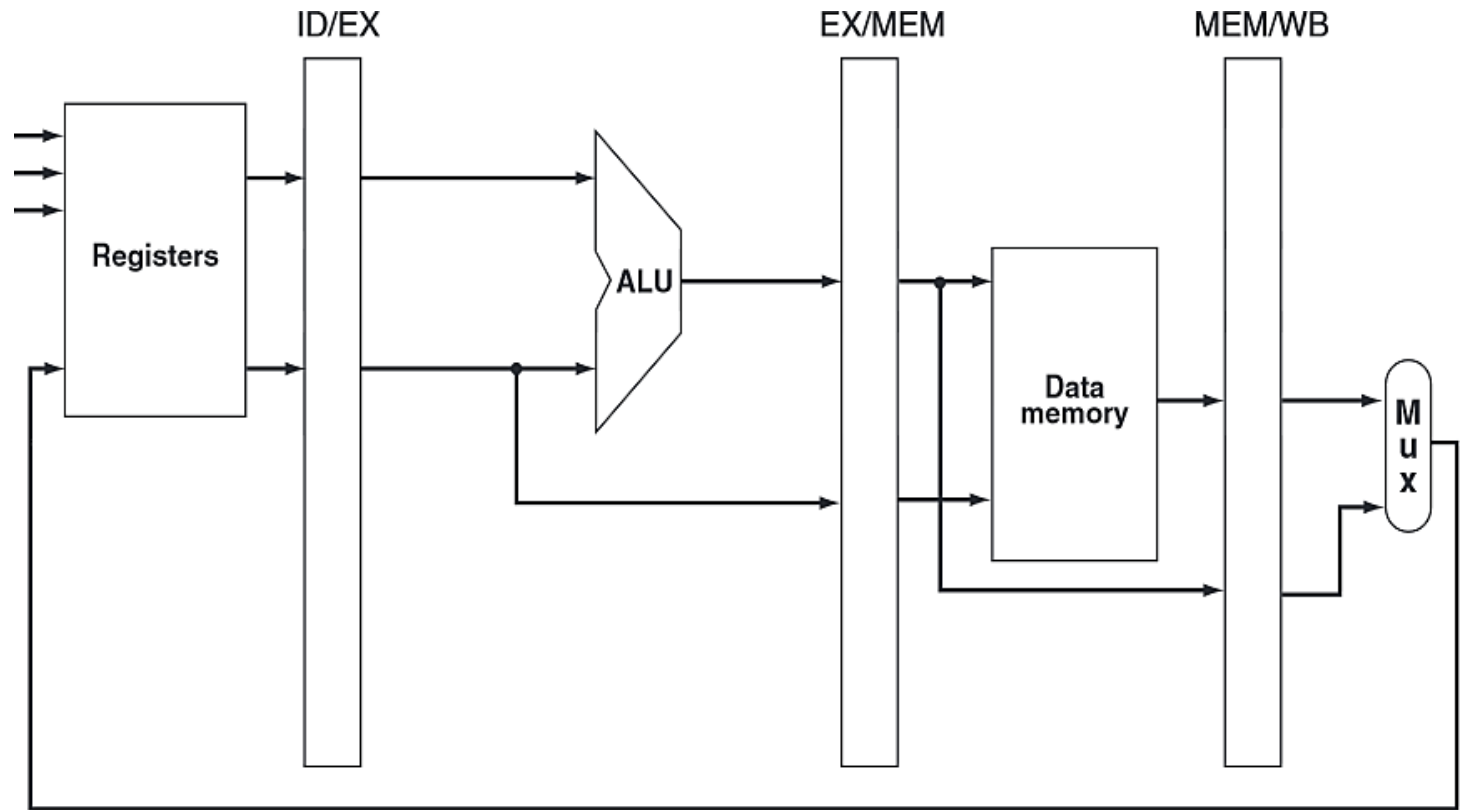 ID/EX
EX/MEM
MEM/WB
Registers
ALU
Data
memory
M
u
x